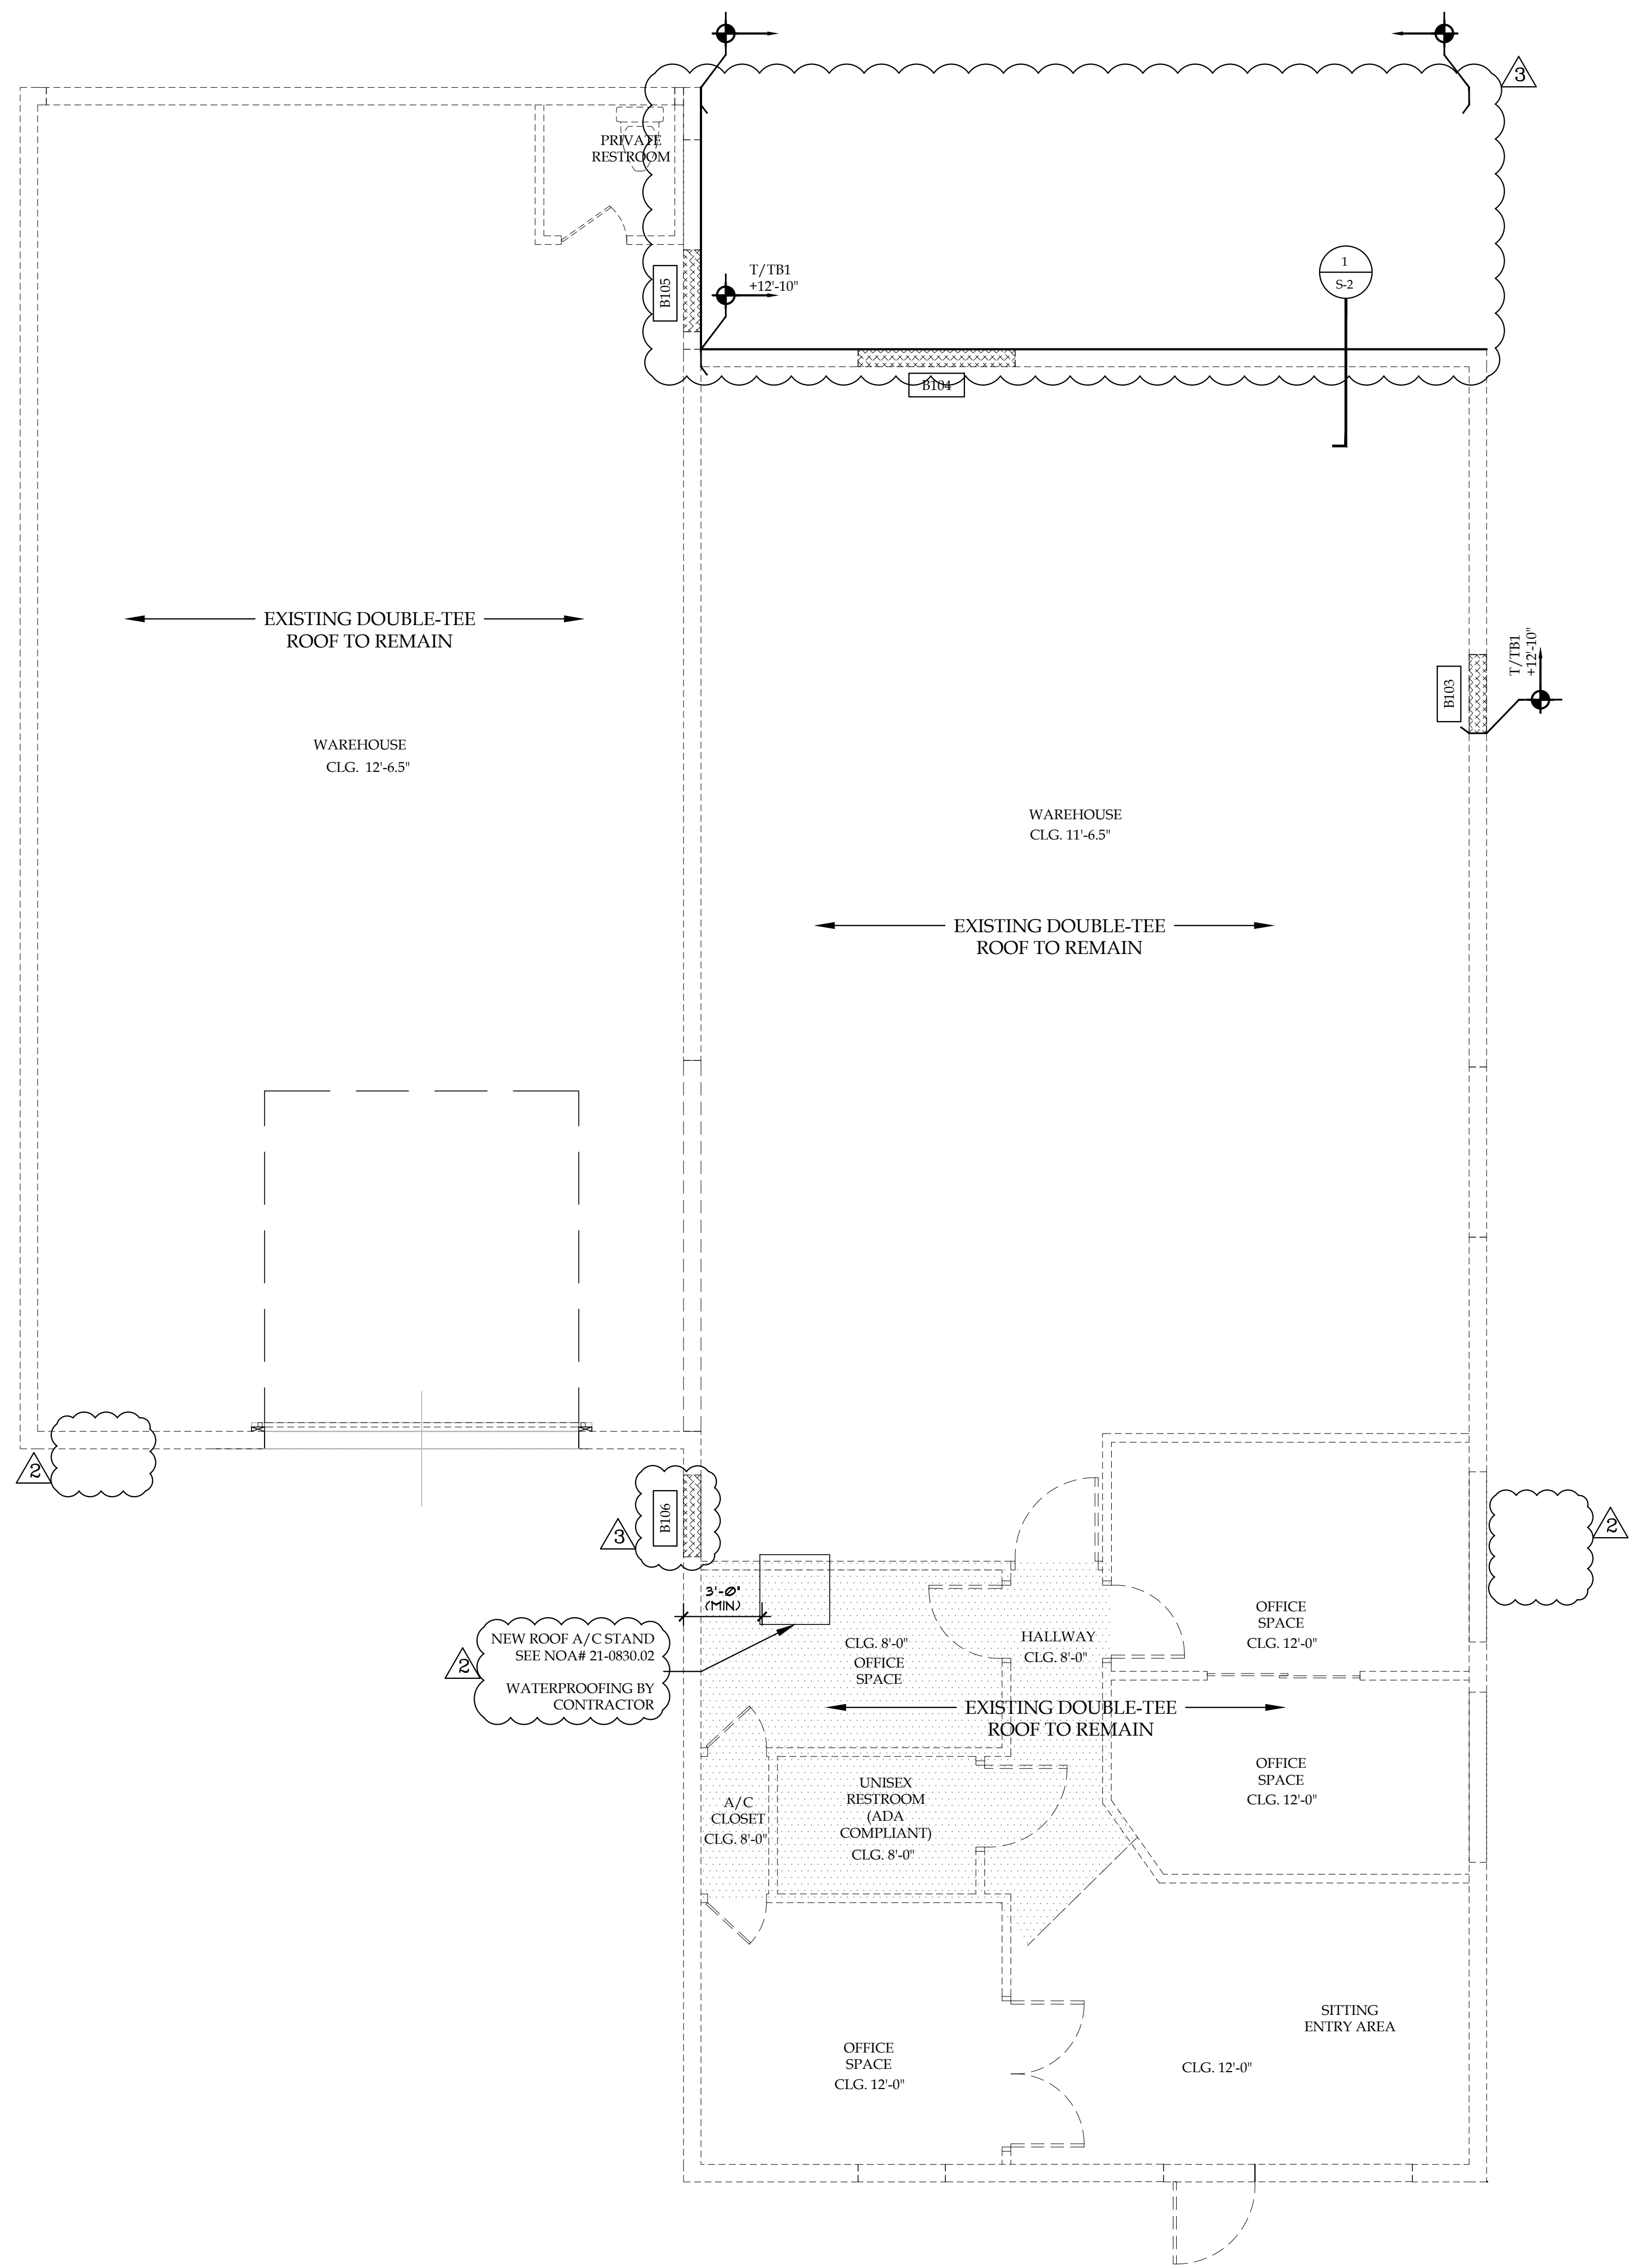 3
PRIVATE
RESTROOM
B105
T/TB1
+12'-10"
1
S-2
B104
EXISTING DOUBLE-TEE
ROOF TO REMAIN
T/TB1
+12'-10"
B103
WAREHOUSE
CLG. 12'-6.5"
WAREHOUSE
CLG. 11'-6.5"
EXISTING DOUBLE-TEE
ROOF TO REMAIN
2
B106
3
2
3'-0"
(MIN)
NEW ROOF A/C STAND
SEE NOA# 21-0830.02
WATERPROOFING BY
CONTRACTOR
2
CLG. 8'-0"
OFFICE
SPACE
HALLWAY
CLG. 8'-0"
OFFICE
SPACE
CLG. 12'-0"
EXISTING DOUBLE-TEE
ROOF TO REMAIN
OFFICE
SPACE
CLG. 12'-0"
A/C
CLOSET
CLG. 8'-0"
UNISEX
RESTROOM
(ADA
COMPLIANT)
CLG. 8'-0"
SITTING
ENTRY AREA
OFFICE
SPACE
CLG. 12'-0"
CLG. 12'-0"